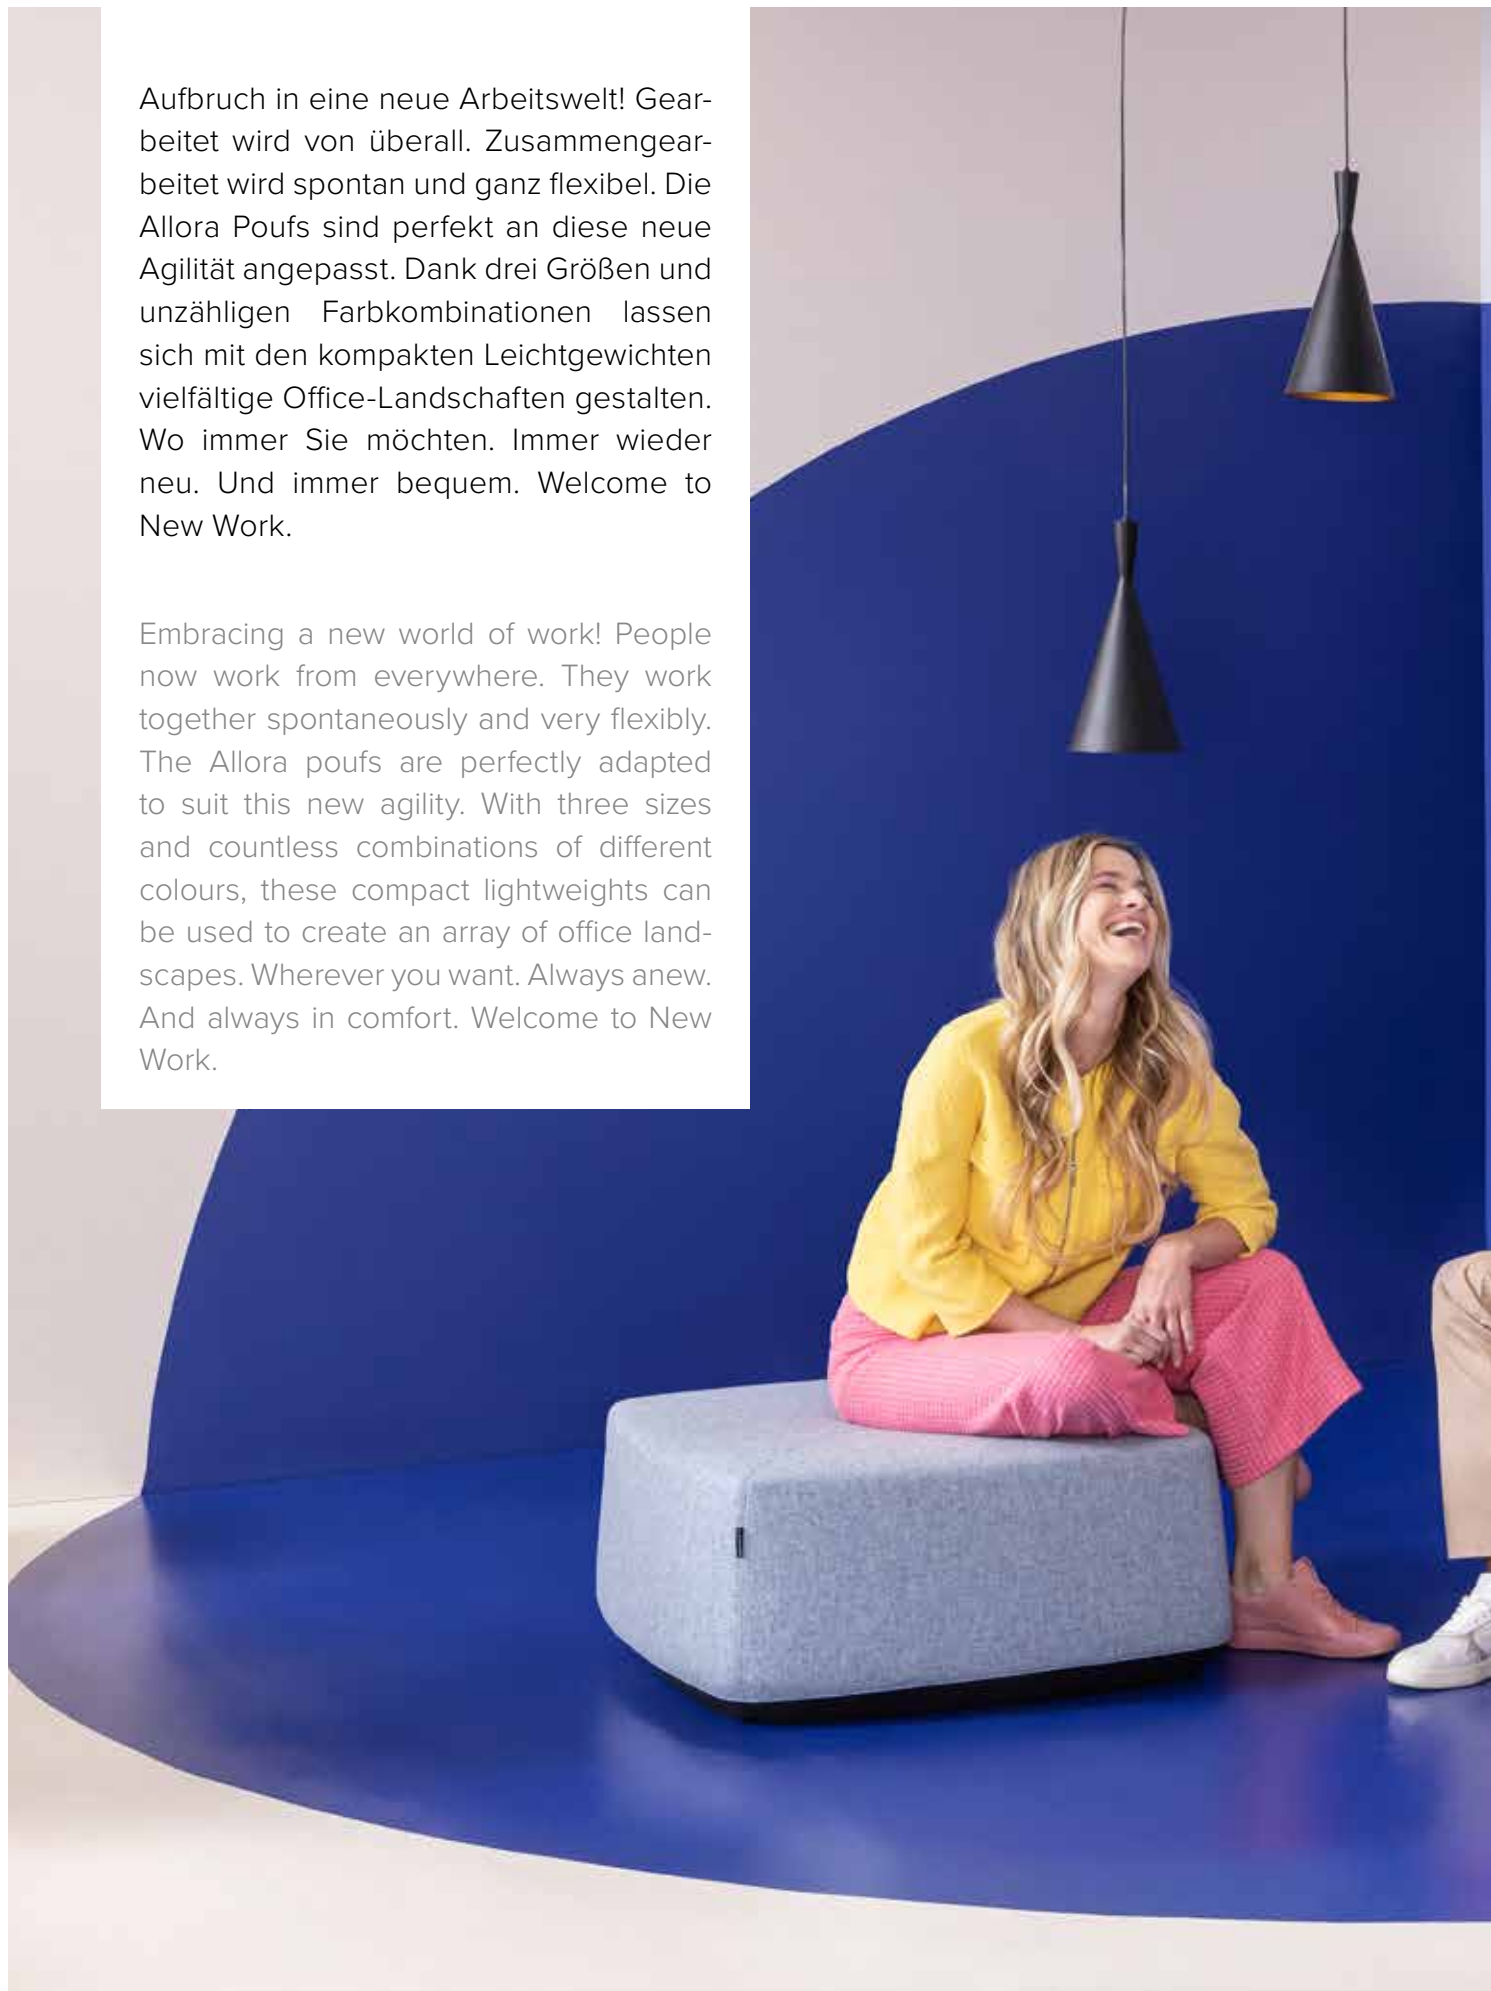 Aufbruch in eine neue Arbeitswelt! Gear-
beitet wird von überall. Zusammengear-
beitet wird spontan und ganz flexibel. Die
Allora Poufs sind perfekt an diese neue
Agilität angepasst. Dank drei Größen und
unzähligen Farbkombinationen lassen
sich mit den kompakten Leichtgewichten
vielfältige Office-Landschaften gestalten.
Wo immer Sie möchten. Immer wieder
neu. Und immer bequem. Welcome to
New Work.
Embracing a new world of work! People
now work from everywhere. They work
together spontaneously and very flexibly.
The Allora poufs are perfectly adapted
to suit this new agility. With three sizes
and countless combinations of different
colours, these compact lightweights can
be used to create an array of office land-
scapes. Wherever you want. Always anew.
And always in comfort. Welcome to New
Work.